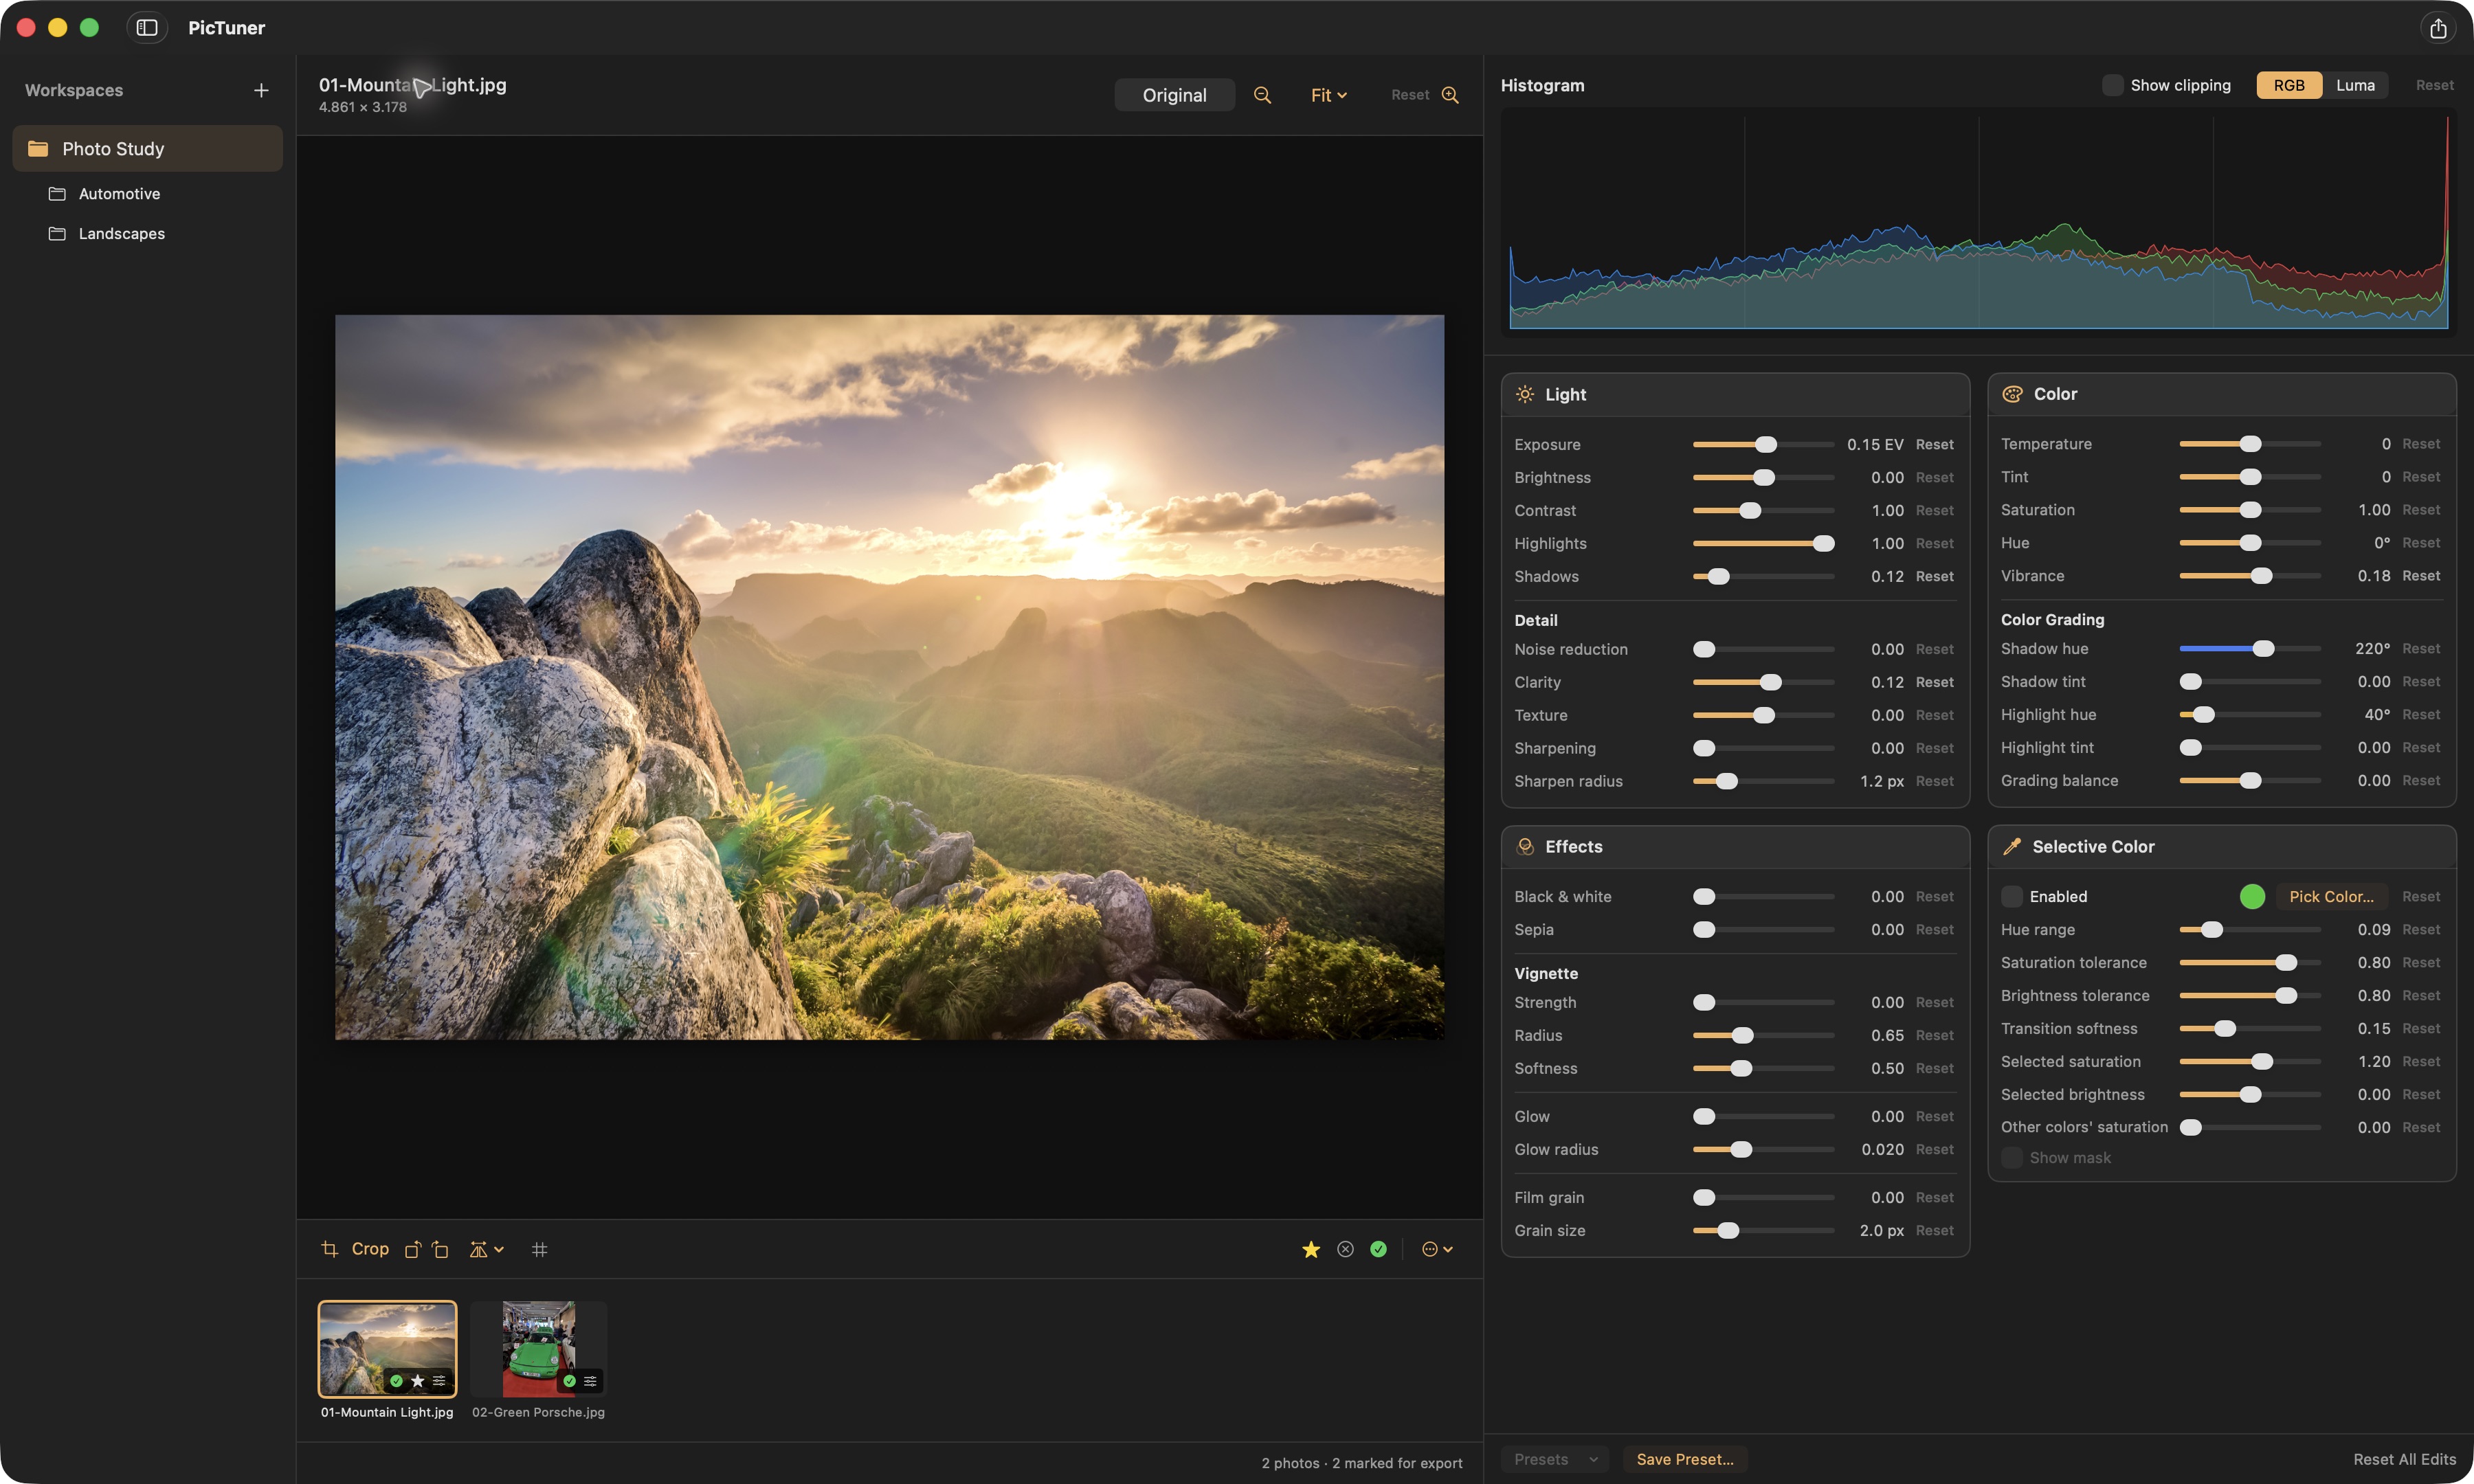 PicTuner
Workspaces
Photo Study
Automotive
Landscapes
01-Mountain Light.jpg
4.861 × 3.178
Original
Fit
Reset
Histogram
Show clipping
RGB
Luma
Reset
Light
Exposure 0.15 EV Reset
Brightness 0.00 Reset
Contrast 1.00 Reset
Highlights 1.00 Reset
Shadows 0.12 Reset
Detail
Noise reduction 0.00 Reset
Clarity 0.12 Reset
Texture 0.00 Reset
Sharpening 0.00 Reset
Sharpen radius 1.2 px Reset
Color
Temperature 0 Reset
Tint 0 Reset
Saturation 1.00 Reset
Hue 0° Reset
Vibrance 0.18 Reset
Color Grading
Shadow hue 220° Reset
Shadow tint 0.00 Reset
Highlight hue 40° Reset
Highlight tint 0.00 Reset
Grading balance 0.00 Reset
Effects
Black & white 0.00 Reset
Sepia 0.00 Reset
Vignette
Strength 0.00 Reset
Radius 0.65 Reset
Softness 0.50 Reset
Glow 0.00 Reset
Glow radius 0.020 Reset
Film grain 0.00 Reset
Grain size 2.0 px Reset
Selective Color
Enabled Pick Color... Reset
Hue range 0.09 Reset
Saturation tolerance 0.80 Reset
Brightness tolerance 0.80 Reset
Transition softness 0.15 Reset
Selected saturation 1.20 Reset
Selected brightness 0.00 Reset
Other colors' saturation 0.00 Reset
Show mask
Crop
01-Mountain Light.jpg
02-Green Porsche.jpg
2 photos · 2 marked for export
Presets
Save Preset...
Reset All Edits